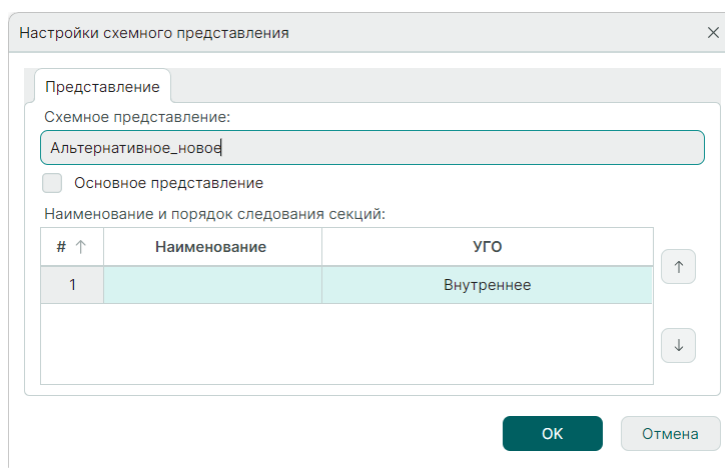 Настройки схемного представления
Представление
Схемное представление:
Альтернативное_новое
Основное представление
Наименование и порядок следования секций:
# ↑ Наименование УГО
1 Внутреннее
ОК Отмена